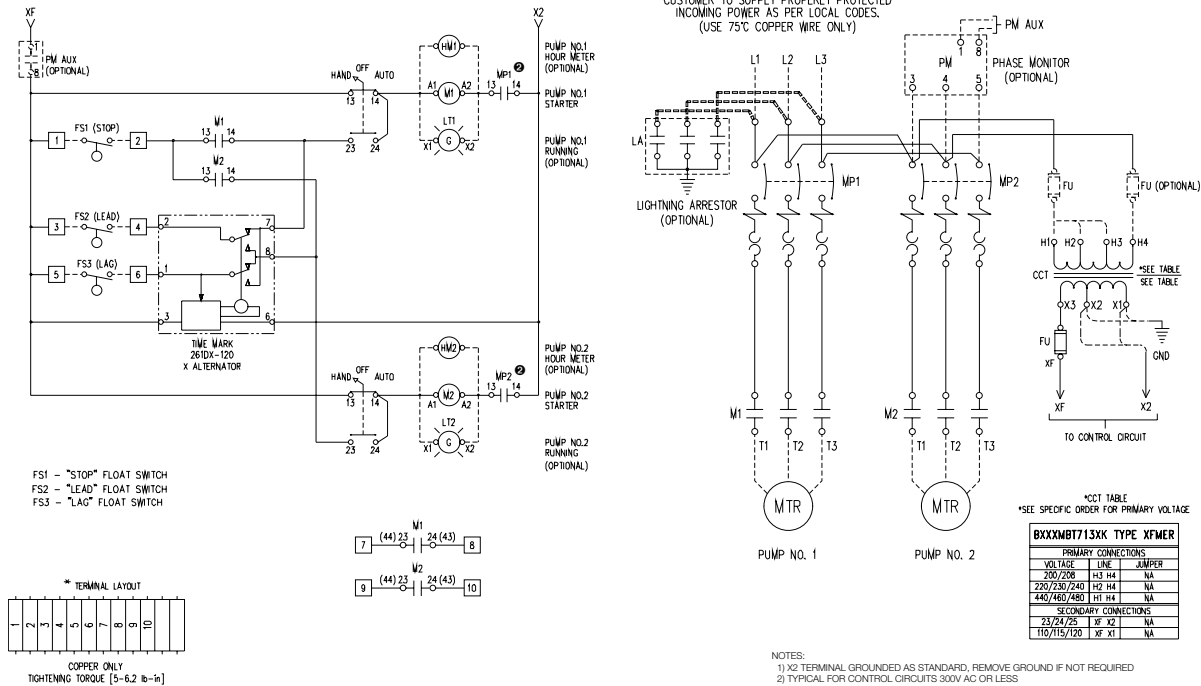 XF
X2
1
8
PM AUX
(OPTIONAL)
HM1
PUMP NO.1
HOUR METER
(OPTIONAL)
HAND OFF AUTO
13 14
A1 M1 A2
MP1 2
13 14
PUMP NO.1
STARTER
1 FS1 (STOP) 2
M1
13 14
23 24
LT1
X1 G X2
PUMP NO.1
RUNNING
(OPTIONAL)
M2
13 14
3 FS2 (LEAD) 4
2
7
8
5 FS3 (LAG) 6
1
3
6
TIME MARK
261DX-120
X ALTERNATOR
HM2
PUMP NO.2
HOUR METER
(OPTIONAL)
HAND OFF AUTO
13 14
A1 M2 A2
MP2 2
13 14
PUMP NO.2
STARTER
23 24
LT2
X1 G X2
PUMP NO.2
RUNNING
(OPTIONAL)
FS1 - "STOP" FLOAT SWITCH
FS2 - "LEAD" FLOAT SWITCH
FS3 - "LAG" FLOAT SWITCH
M1
7 (44) 23 24 (43) 8
M2
9 (44) 23 24 (43) 10
* TERMINAL LAYOUT
1 2 3 4 5 6 7 8 9 10
COPPER ONLY
TIGHTENING TORQUE [5-6.2 lb-in]
CUSTOMER TO SUPPLY PROPERLY PROTECTED
INCOMING POWER AS PER LOCAL CODES.
(USE 75°C COPPER WIRE ONLY)
L1 L2 L3
PM AUX
1 8
PM
3 4 5
PHASE MONITOR
(OPTIONAL)
LA
LIGHTNING ARRESTOR
(OPTIONAL)
MP1
MP2
FU
FU (OPTIONAL)
H1 H2 H3 H4
CCT
*SEE TABLE
SEE TABLE
X3 X2 X1
FU
XF
GND
XF
X2
TO CONTROL CIRCUIT
M1
M2
T1 T2 T3
T1 T2 T3
MTR
MTR
PUMP NO. 1
PUMP NO. 2
*CCT TABLE
*SEE SPECIFIC ORDER FOR PRIMARY VOLTAGE
BXXXMBT713XK TYPE XFMER
PRIMARY CONNECTIONS
VOLTAGE LINE JUMPER
200/208 H3 H4 NA
220/230/240 H2 H4 NA
440/460/480 H1 H4 NA
SECONDARY CONNECTIONS
23/24/25 XF X2 NA
110/115/120 XF X1 NA
NOTES:
1) X2 TERMINAL GROUNDED AS STANDARD, REMOVE GROUND IF NOT REQUIRED
2) TYPICAL FOR CONTROL CIRCUITS 300V AC OR LESS